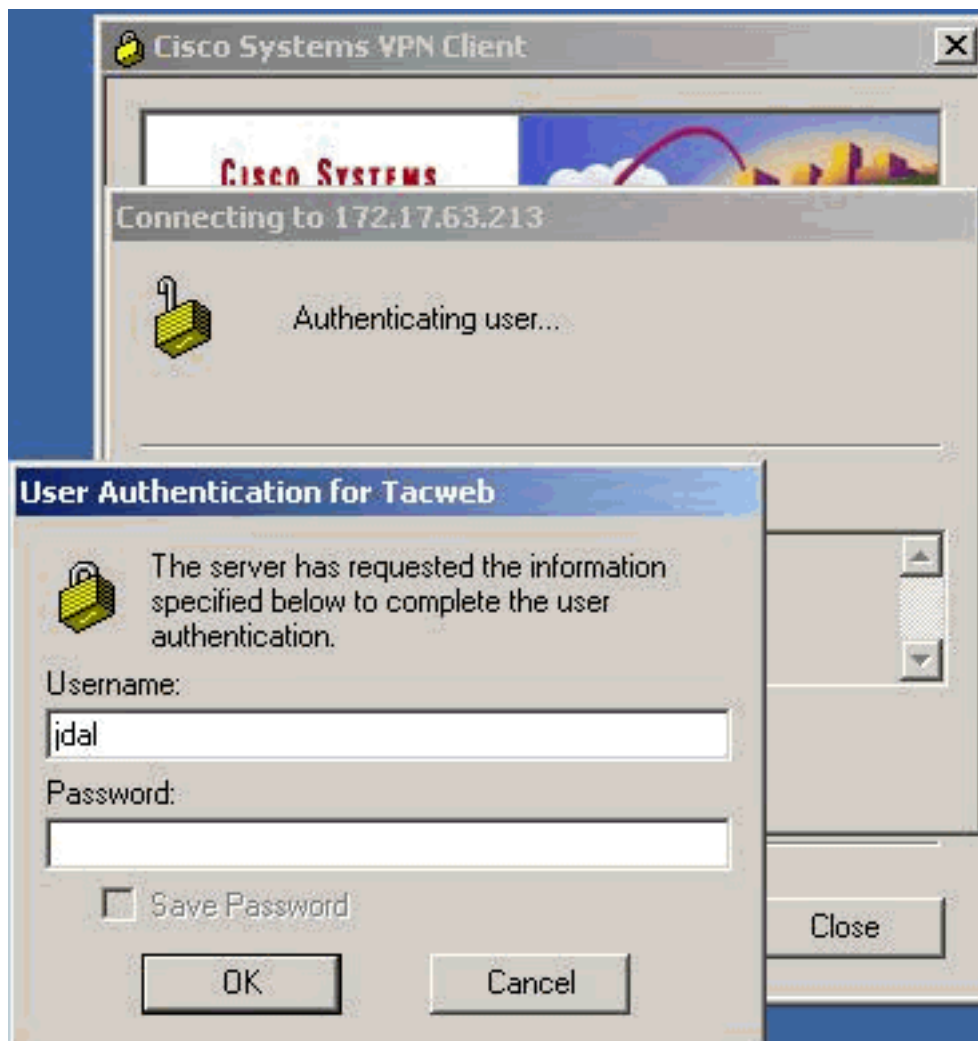 Cisco Systems VPN Client
CISCO SYSTEMS
Connecting to 172.17.63.213
Authenticating user...
User Authentication for Tacweb
The server has requested the information
specified below to complete the user
authentication.
Username:
jdal
Password:
Save Password
OK
Cancel
Close